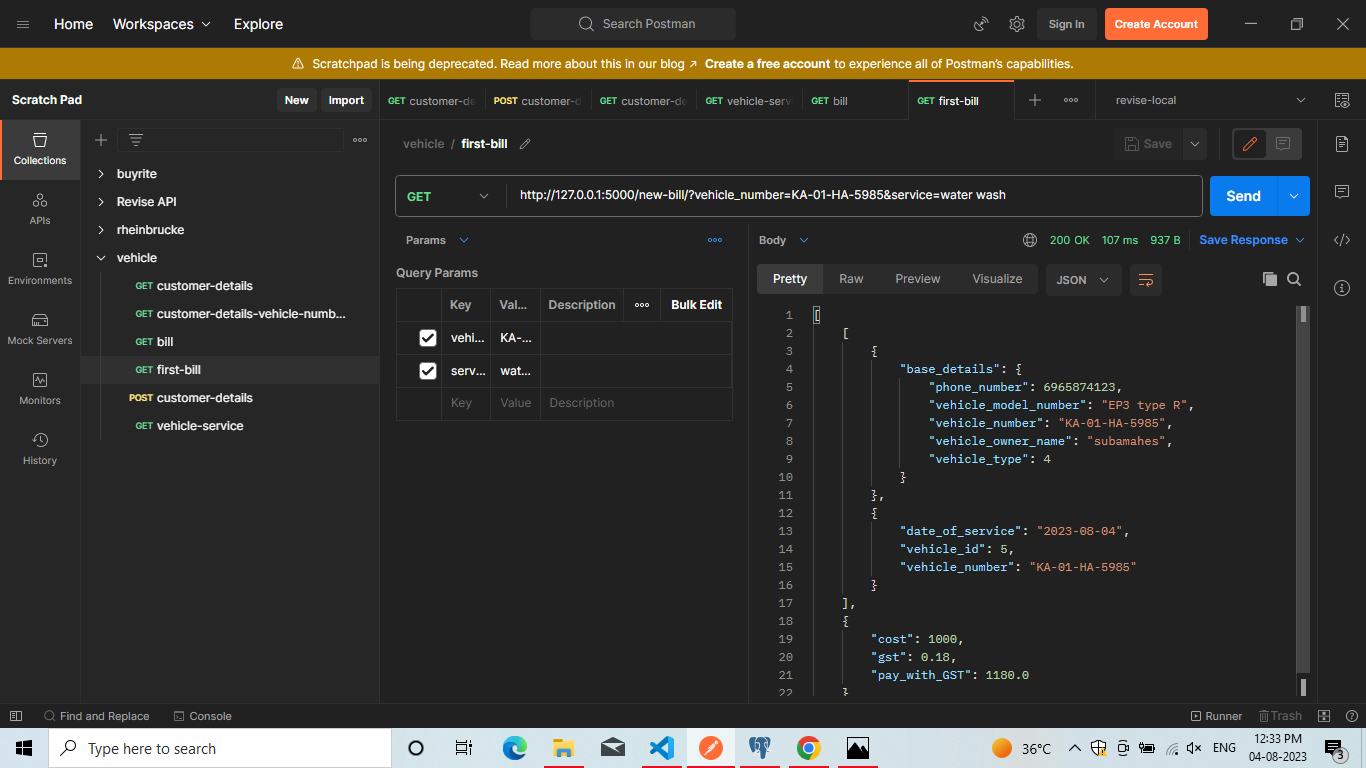 Home Workspaces Explore Search Postman Sign In Create Account
Scratchpad is being deprecated. Read more about this in our blog ↗ Create a free account to experience all of Postman's capabilities.
Scratch Pad New Import GET customer-de POST customer-d GET customer-de GET vehicle-serv GET bill GET first-bill revise-local
Collections
APIs
Environments
Mock Servers
Monitors
History
buyrite
Revise API
rheinbrucke
vehicle
GET customer-details
GET customer-details-vehicle-numb...
GET bill
GET first-bill
POST customer-details
GET vehicle-service
vehicle / first-bill Save
GET http://127.0.0.1:5000/new-bill/?vehicle_number=KA-01-HA-5985&service=water wash Send
Params
Query Params
Key Val... Description Bulk Edit
vehi... KA-...
serv... wat...
Key Value Description
Body 200 OK 107 ms 937 B Save Response
Pretty Raw Preview Visualize JSON
1 [
2 [
3 {
4 "base_details": {
5 "phone_number": 6965874123,
6 "vehicle_model_number": "EP3 type R",
7 "vehicle_number": "KA-01-HA-5985",
8 "vehicle_owner_name": "subamahes",
9 "vehicle_type": 4
10 }
11 },
12 {
13 "date_of_service": "2023-08-04",
14 "vehicle_id": 5,
15 "vehicle_number": "KA-01-HA-5985"
16 }
17 ],
18 {
19 "cost": 1000,
20 "gst": 0.18,
21 "pay_with_GST": 1180.0
22 }
Find and Replace Console Runner Trash
Type here to search 36°C ENG 12:33 PM
04-08-2023 3